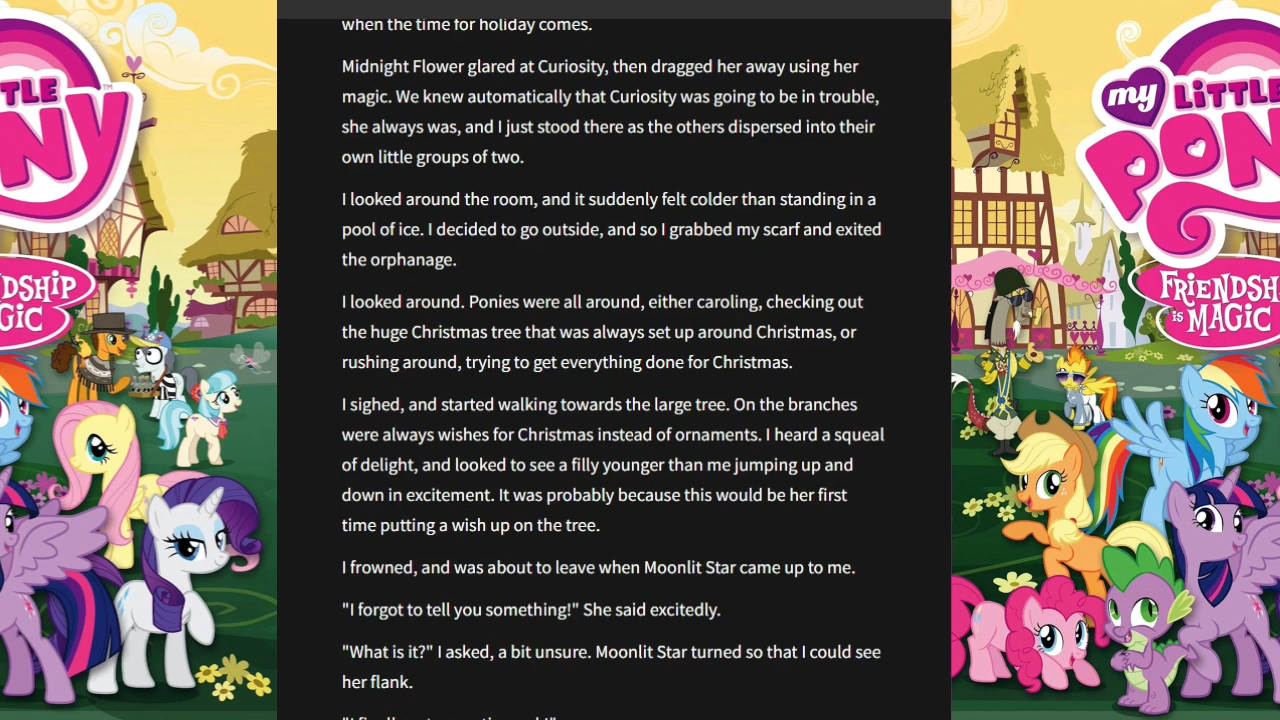 when the time for holiday comes.
Midnight Flower glared at Curiosity, then dragged her away using her
magic. We knew automatically that Curiosity was going to be in trouble,
she always was, and I just stood there as the others dispersed into their
own little groups of two.
I looked around the room, and it suddenly felt colder than standing in a
pool of ice. I decided to go outside, and so I grabbed my scarf and exited
the orphanage.
I looked around. Ponies were all around, either caroling, checking out
the huge Christmas tree that was always set up around Christmas, or
rushing around, trying to get everything done for Christmas.
I sighed, and started walking towards the large tree. On the branches
were always wishes for Christmas instead of ornaments. I heard a squeal
of delight, and looked to see a filly younger than me jumping up and
down in excitement. It was probably because this would be her first
time putting a wish up on the tree.
I frowned, and was about to leave when Moonlit Star came up to me.
"I forgot to tell you something!" She said excitedly.
"What is it?" I asked, a bit unsure. Moonlit Star turned so that I could see
her flank.
TTLE
NY
NDSHIP
GIC
TM
my LiTTLE
PON
FRiENDSH
is MAGiC